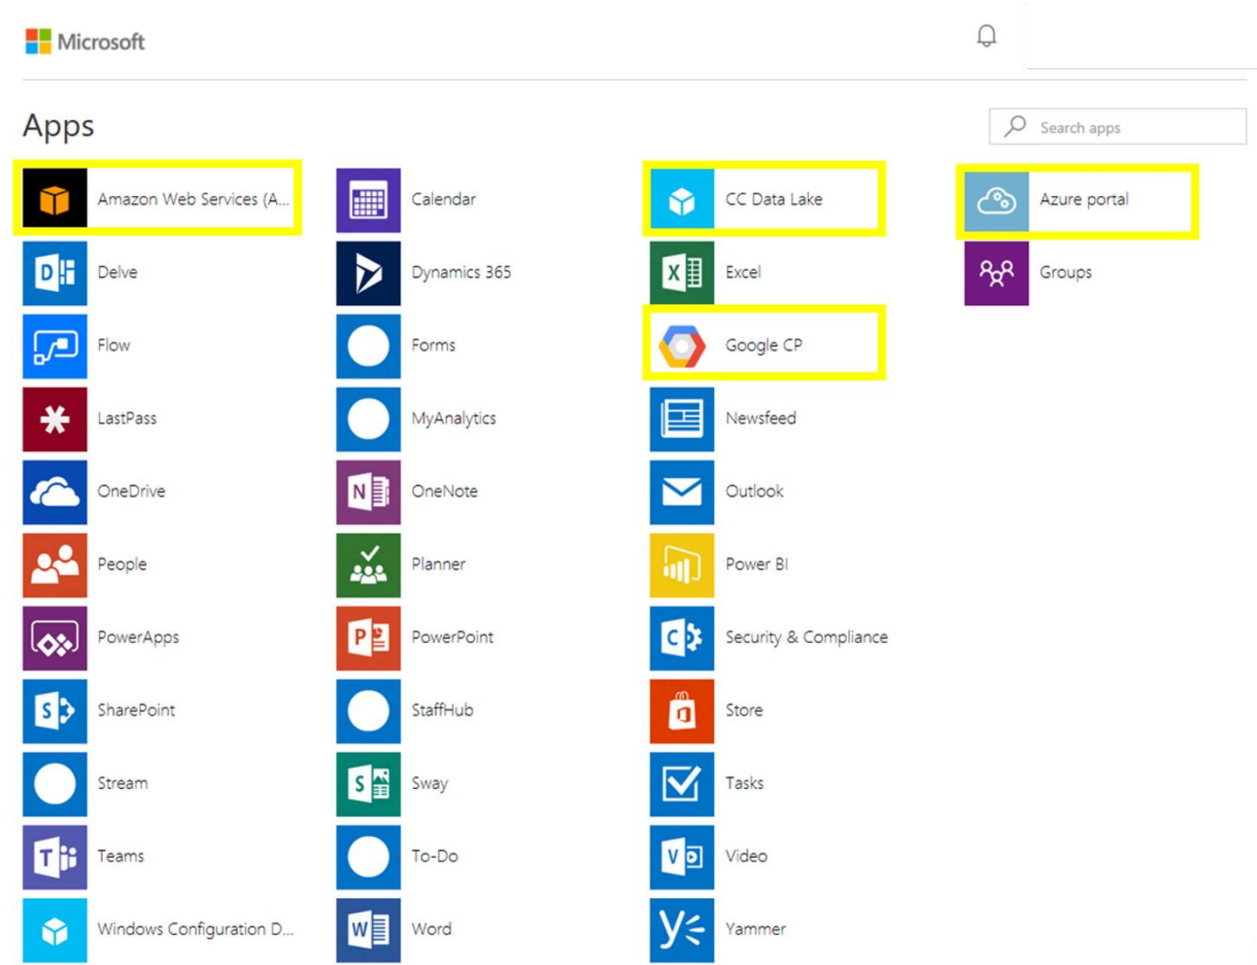 Microsoft
Apps
Search apps
Amazon Web Services (A...
Calendar
CC Data Lake
Azure portal
Delve
Dynamics 365
Excel
Groups
Flow
Forms
Google CP
LastPass
MyAnalytics
Newsfeed
OneDrive
OneNote
Outlook
People
Planner
Power BI
PowerApps
PowerPoint
Security & Compliance
SharePoint
StaffHub
Store
Stream
Sway
Tasks
Teams
To-Do
Video
Windows Configuration D...
Word
Yammer